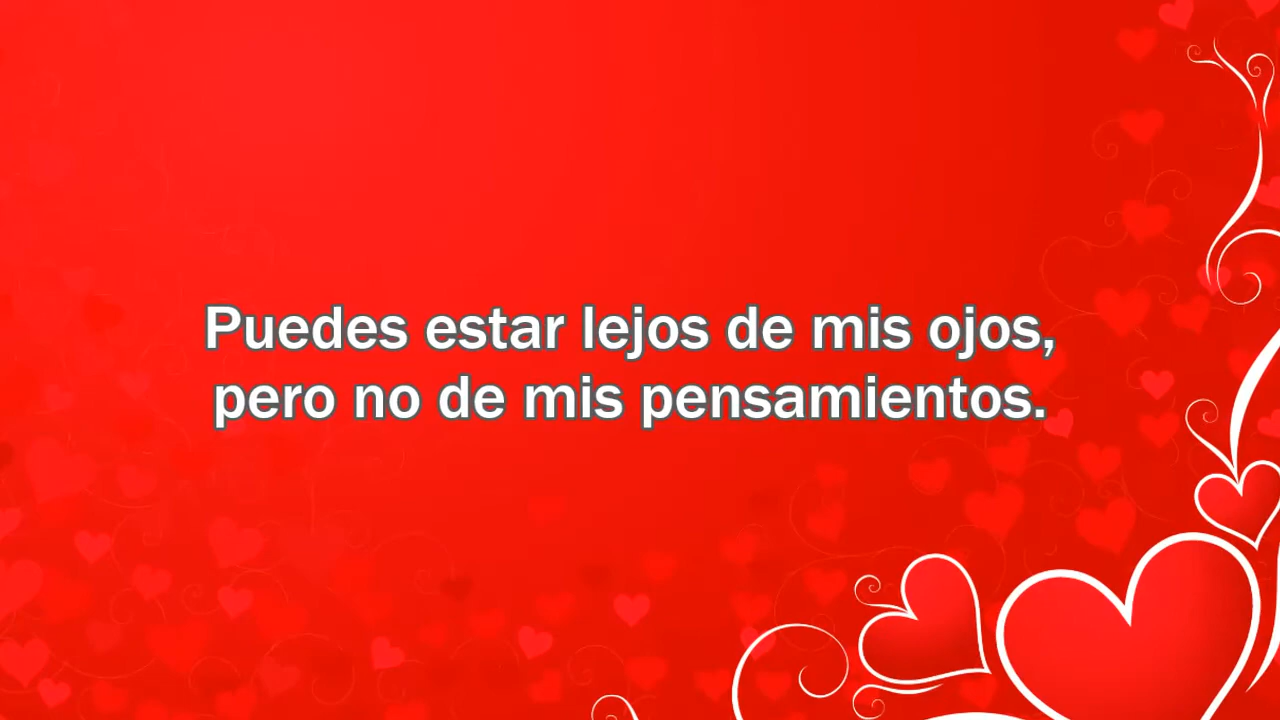 Puedes estar lejos de mis ojos,
pero no de mis pensamientos.